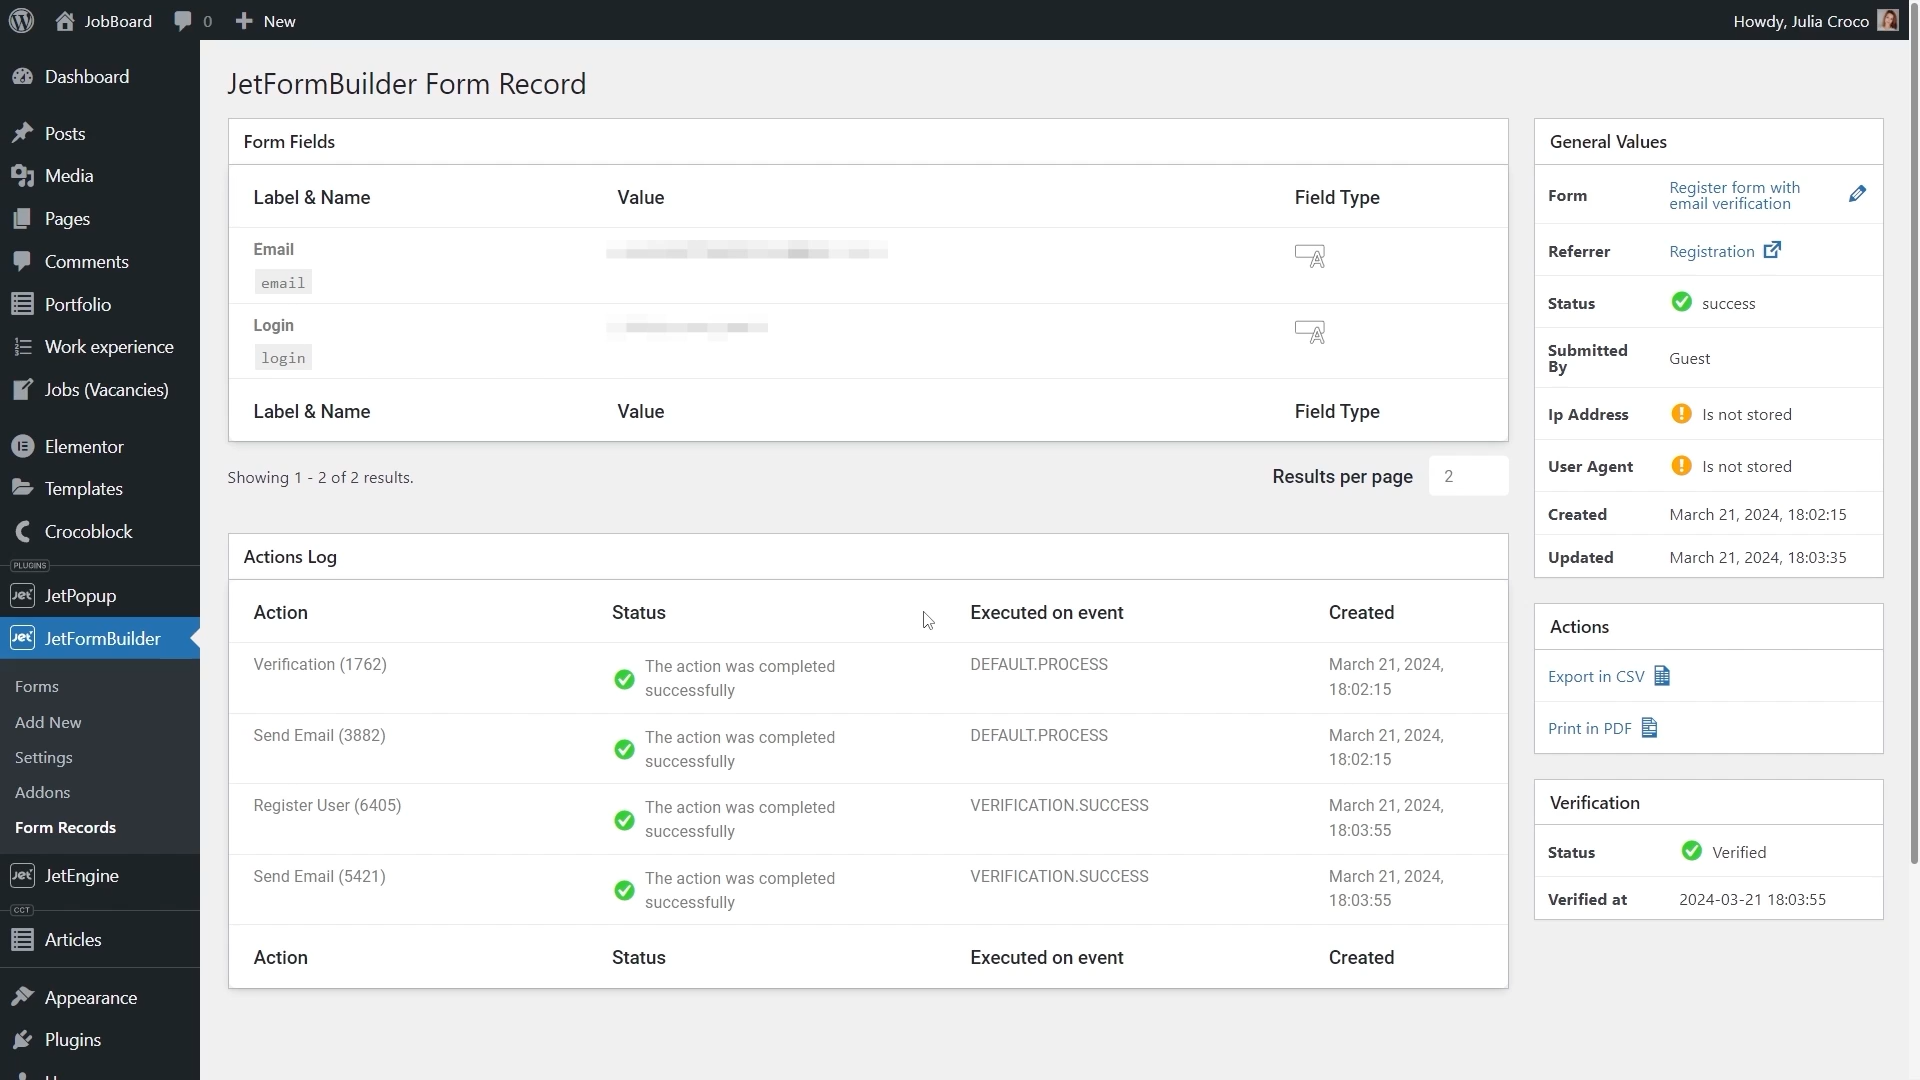 JobBoard
0
New
Howdy, Julia Croco
Dashboard
Posts
Media
Pages
Comments
Portfolio
Work experience
Jobs (Vacancies)
Elementor
Templates
Crocoblock
PLUGINS
Jet JetPopup
Jet JetFormBuilder
Forms
Add New
Settings
Addons
Form Records
Jet JetEngine
CCT
Articles
Appearance
Plugins
JetFormBuilder Form Record
Form Fields
Label & Name Value Field Type
Email
email
Login
login
Label & Name Value Field Type
Showing 1 - 2 of 2 results.
Results per page 2
Actions Log
Action Status Executed on event Created
Verification (1762) The action was completed DEFAULT.PROCESS March 21, 2024,
successfully 18:02:15
Send Email (3882) The action was completed DEFAULT.PROCESS March 21, 2024,
successfully 18:02:15
Register User (6405) The action was completed VERIFICATION.SUCCESS March 21, 2024,
successfully 18:03:55
Send Email (5421) The action was completed VERIFICATION.SUCCESS March 21, 2024,
successfully 18:03:55
Action Status Executed on event Created
General Values
Form Register form with
email verification
Referrer Registration
Status success
Submitted
By Guest
Ip Address Is not stored
User Agent Is not stored
Created March 21, 2024, 18:02:15
Updated March 21, 2024, 18:03:35
Actions
Export in CSV
Print in PDF
Verification
Status Verified
Verified at 2024-03-21 18:03:55